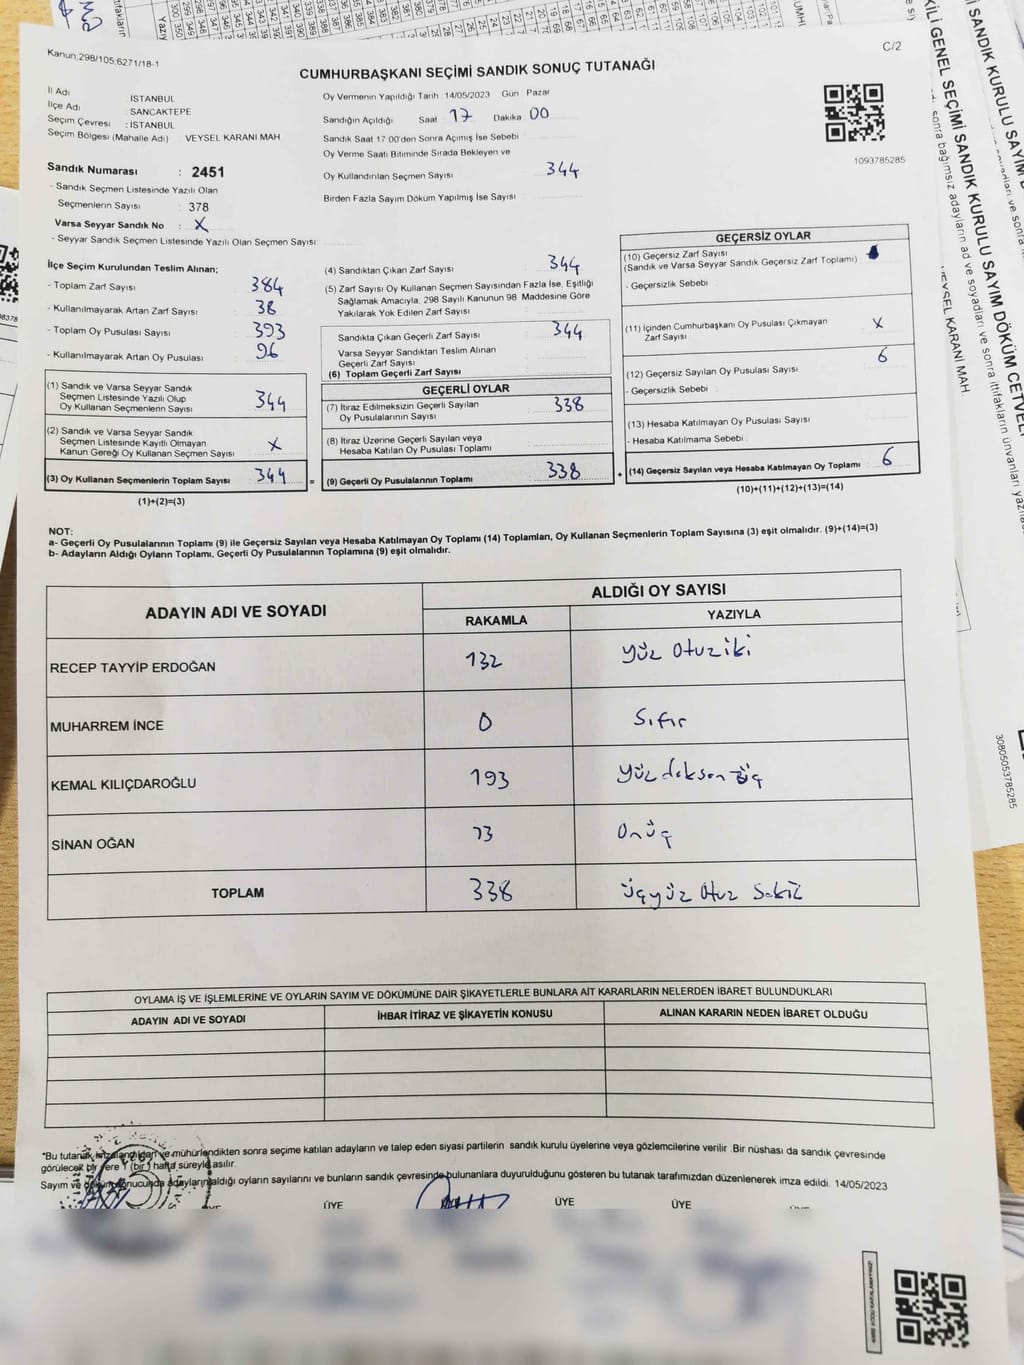 Kanun;298/105;6271/18-1
C/2
CUMHURBAŞKANI SEÇİMİ SANDIK SONUÇ TUTANAĞI
İl Adı İSTANBUL
İlçe Adı SANCAKTEPE
Seçim Çevresi : İSTANBUL
Seçim Bölgesi (Mahalle Adı) VEYSEL KARANİ MAH.
Oy Vermenin Yapıldığı Tarih 14/05/2023 Gün Pazar
Sandığın Açıldığı Saat 17 Dakika 00
Sandık Saat 17 00'den Sonra Açımış İse Sebebi
Oy Verme Saati Bitiminde Sırada Bekleyen ve
Oy Kullandırılan Seçmen Sayısı 344
Birden Fazla Sayım Döküm Yapılmış İse Sayısı
1093785285
Sandık Numarası : 2451
- Sandık Seçmen Listesinde Yazılı Olan
Seçmenlerin Sayısı : 378
Varsa Seyyar Sandık No : X
- Seyyar Sandık Seçmen Listesinde Yazılı Olan Seçmen Sayısı:
İlçe Seçim Kurulundan Teslim Alınan;
- Toplam Zarf Sayısı 384
- Kullanılmayarak Artan Zarf Sayısı 38
- Toplam Oy Pusulası Sayısı 393
- Kullanılmayarak Artan Oy Pusulası 96
(1) Sandık ve Varsa Seyyar Sandık
Seçmen Listesinde Yazılı Olup
Oy Kullanan Seçmenlerin Sayısı 344
(2) Sandık ve Varsa Seyyar Sandık
Seçmen Listesinde Kayıtlı Olmayan
Kanun Gereği Oy Kullanan Seçmen Sayısı X
(3) Oy Kullanan Seçmenlerin Toplam Sayısı 344 =
(1)+(2)=(3)
(4) Sandıktan Çıkan Zarf Sayısı 344
(5) Zarf Sayısı Oy Kullanan Seçmen Sayısından Fazla İse, Eşitliği
Sağlamak Amacıyla, 298 Sayılı Kanunun 98 Maddesine Göre
Yakılarak Yok Edilen Zarf Sayısı
Sandıkta Çıkan Geçerli Zarf Sayısı 344
Varsa Seyyar Sandıktan Teslim Alınan
Geçerli Zarf Sayısı
(6) Toplam Geçerli Zarf Sayısı
GEÇERLİ OYLAR
(7) İtiraz Edilmeksizin Geçerli Sayılan
Oy Pusulalarının Sayısı 338
(8) İtiraz Üzerine Geçerli Sayılan veya
Hesaba Katılan Oy Pusulası Toplamı
(9) Geçerli Oy Pusulalarının Toplamı 338 +
GEÇERSİZ OYLAR
(10) Geçersiz Zarf Sayısı
(Sandık ve Varsa Seyyar Sandık Geçersiz Zarf Toplamı)
- Geçersizlik Sebebi :
(11) İçinden Cumhurbaşkanı Oy Pusulası Çıkmayan
Zarf Sayısı X
(12) Geçersiz Sayılan Oy Pusulası Sayısı 6
- Geçersizlik Sebebi :
(13) Hesaba Katılmayan Oy Pusulası Sayısı
- Hesaba Katılmama Sebebi :
(14) Geçersiz Sayılan veya Hesaba Katılmayan Oy Toplamı 6
(10)+(11)+(12)+(13)=(14)
NOT:
a- Geçerli Oy Pusulalarının Toplamı (9) ile Geçersiz Sayılan veya Hesaba Katılmayan Oy Toplamı (14) Toplamları, Oy Kullanan Seçmenlerin Toplam Sayısına (3) eşit olmalıdır. (9)+(14)=(3)
b- Adayların Aldığı Oyların Toplamı, Geçerli Oy Pusulalarının Toplamına (9) eşit olmalıdır.
ADAYIN ADI VE SOYADI
ALDIĞI OY SAYISI
RAKAMLA YAZIYLA
RECEP TAYYİP ERDOĞAN 132 Yüz Otuziki
MUHARREM İNCE 0 Sıfır
KEMAL KILIÇDAROĞLU 193 Yüz doksan üç
SİNAN OĞAN 13 Onüç
TOPLAM 338 Üçyüz Otuz Sekiz
OYLAMA İŞ VE İŞLEMLERİNE VE OYLARIN SAYIM VE DÖKÜMÜNE DAİR ŞİKAYETLERLE BUNLARA AİT KARARLARIN NELERDEN İBARET BULUNDUKLARI
ADAYIN ADI VE SOYADI İHBAR İTİRAZ VE ŞİKAYETİN KONUSU ALINAN KARARIN NEDEN İBARET OLDUĞU
"Bu tutanak imzalandıktan ve mühürlendikten sonra seçime katılan adayların ve talep eden siyasi partilerin sandık kurulu üyelerine veya gözlemcilerine verilir. Bir nüshası da sandık çevresinde
görülecek bir yere 1 (bir) hafta süreyle asılır.
Sayım ve döküm sonucunda adayların aldığı oyların sayılarını ve bunların sandık çevresinde bulunanlara duyurulduğunu gösteren bu tutanak tarafımızdan düzenlenerek imza edildi. 14/05/2023
ÜYE ÜYE ÜYE
VEYSEL KARANİ MAH.
30805053785285